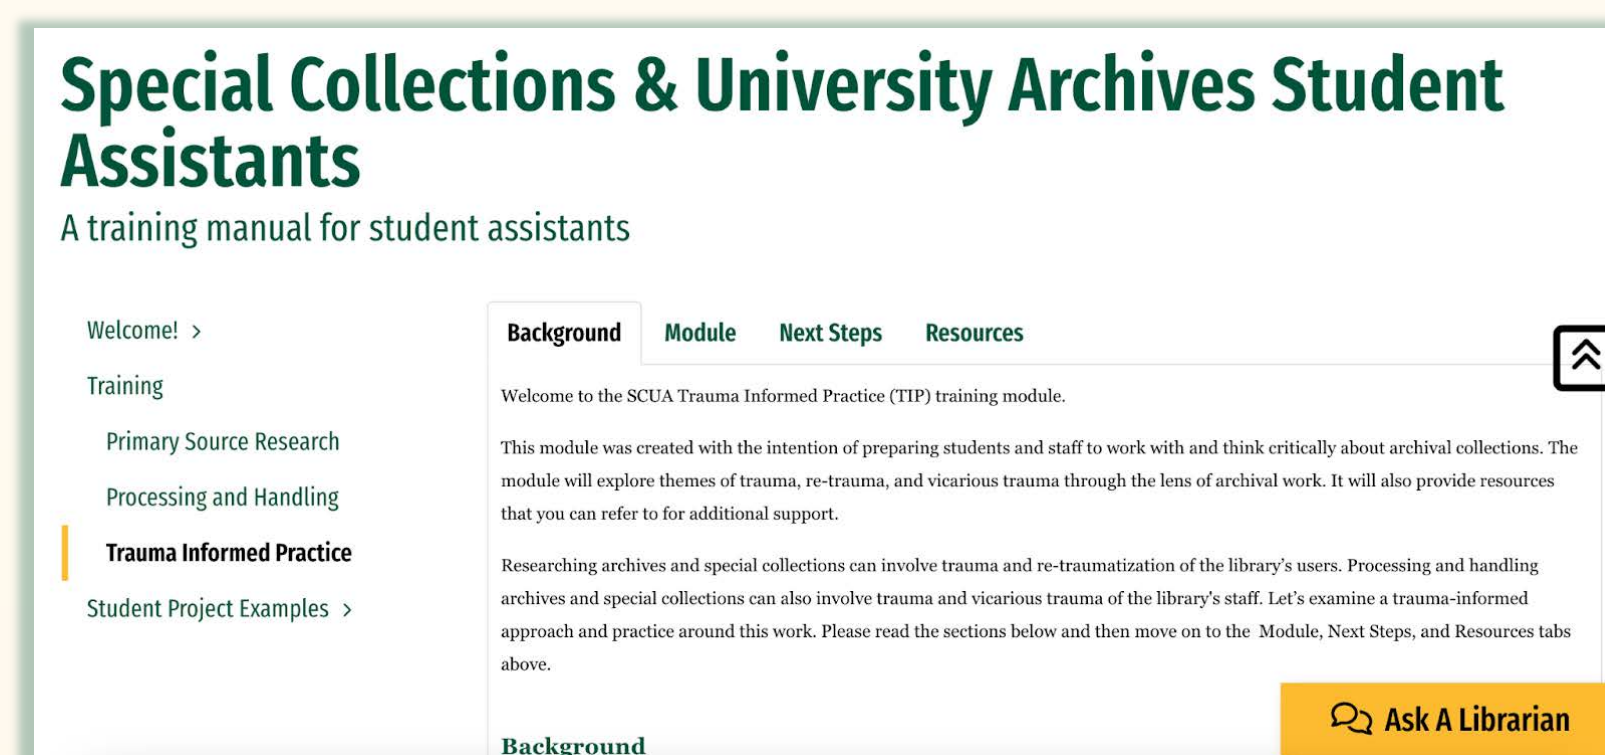 Special Collections & University Archives Student
Assistants
A training manual for student assistants
Welcome! >
Training
Primary Source Research
Processing and Handling
Trauma Informed Practice
Student Project Examples >
Background Module Next Steps Resources
Welcome to the SCUA Trauma Informed Practice (TIP) training module.
This module was created with the intention of preparing students and staff to work with and think critically about archival collections. The
module will explore themes of trauma, re-trauma, and vicarious trauma through the lens of archival work. It will also provide resources
that you can refer to for additional support.
Researching archives and special collections can involve trauma and re-traumatization of the library’s users. Processing and handling
archives and special collections can also involve trauma and vicarious trauma of the library's staff. Let’s examine a trauma-informed
approach and practice around this work. Please read the sections below and then move on to the Module, Next Steps, and Resources tabs
above.
Background
Ask A Librarian